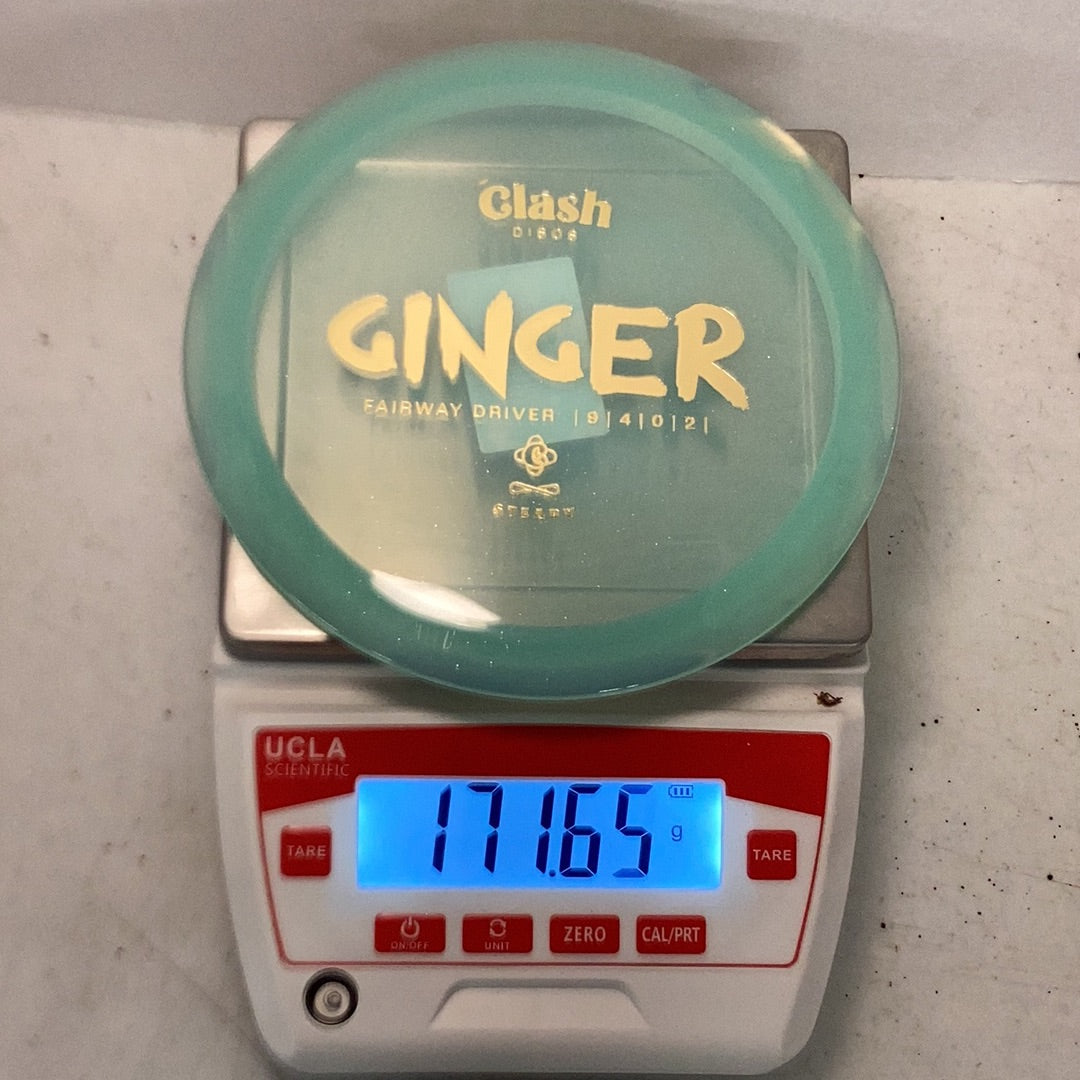 Clash
DISCS
GINGER
FAIRWAY DRIVER |9|4|0|2|
STEADY
UCLA
SCIENTIFIC
171.65 g
TARE
TARE
ON/OFF
UNIT
ZERO
CAL/PRT